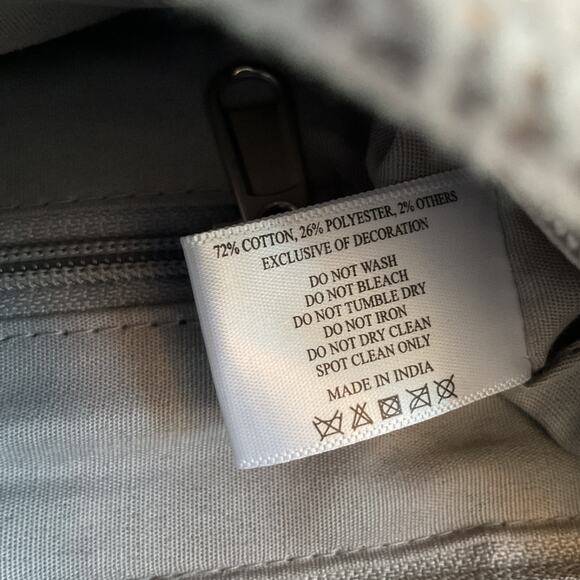 72% COTTON, 26% POLYESTER, 2% OTHERS
EXCLUSIVE OF DECORATION
DO NOT WASH
DO NOT BLEACH
DO NOT TUMBLE DRY
DO NOT IRON
DO NOT DRY CLEAN
SPOT CLEAN ONLY
MADE IN INDIA